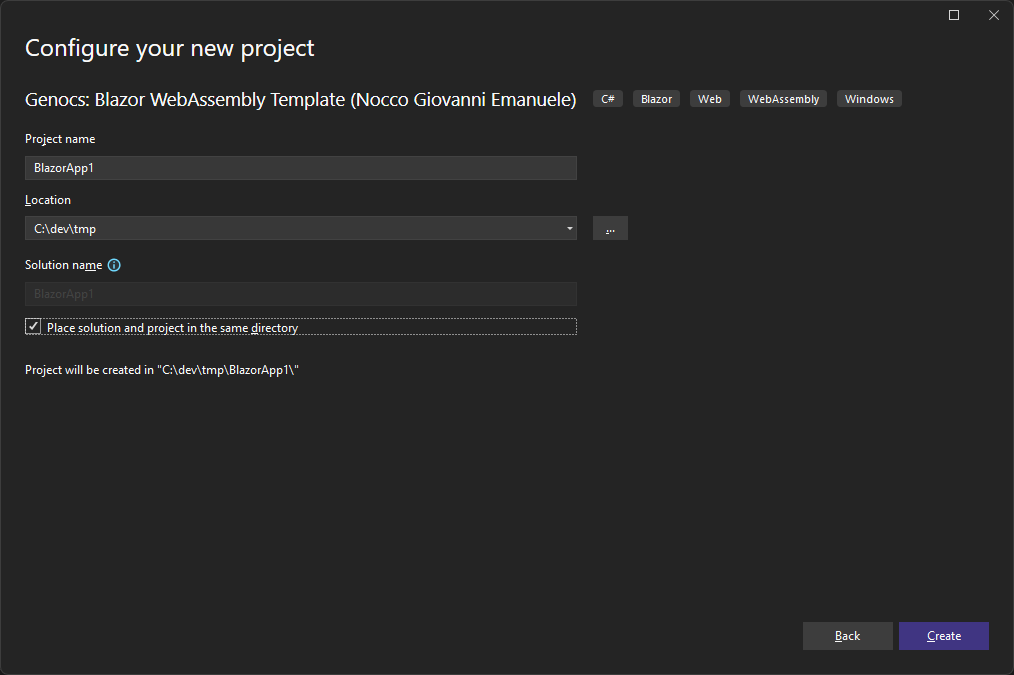 Configure your new project
Genocs: Blazor WebAssembly Template (Nocco Giovanni Emanuele) C# Blazor Web WebAssembly Windows
Project name
BlazorApp1
Location
C:\dev\tmp ...
Solution name
BlazorApp1
Place solution and project in the same directory
Project will be created in "C:\dev\tmp\BlazorApp1\"
Back Create